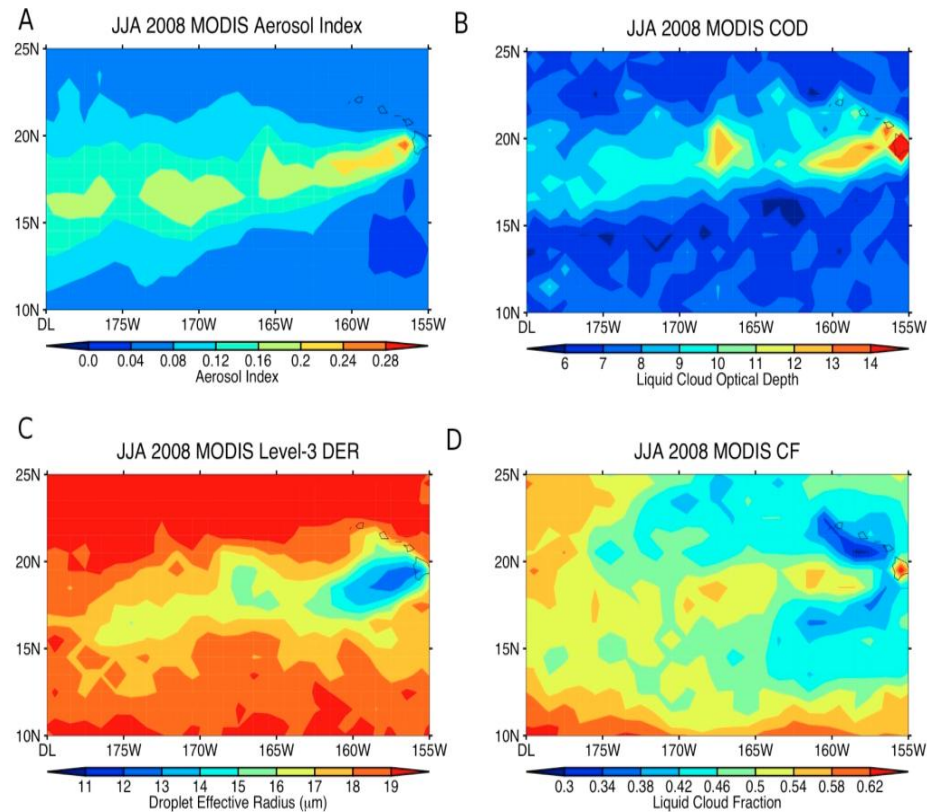 A
JJA 2008 MODIS Aerosol Index
25N
20N
15N
10N
DL 175W 170W 165W 160W 155W
0.0 0.04 0.08 0.12 0.16 0.2 0.24 0.28
Aerosol Index
B
JJA 2008 MODIS COD
25N
20N
15N
10N
DL 175W 170W 165W 160W 155W
6 7 8 9 10 11 12 13 14
Liquid Cloud Optical Depth
C
JJA 2008 MODIS Level-3 DER
25N
20N
15N
10N
DL 175W 170W 165W 160W 155W
11 12 13 14 15 16 17 18 19
Droplet Effective Radius (μm)
D
JJA 2008 MODIS CF
25N
20N
15N
10N
DL 175W 170W 165W 160W 155W
0.3 0.34 0.38 0.42 0.46 0.5 0.54 0.58 0.62
Liquid Cloud Fraction